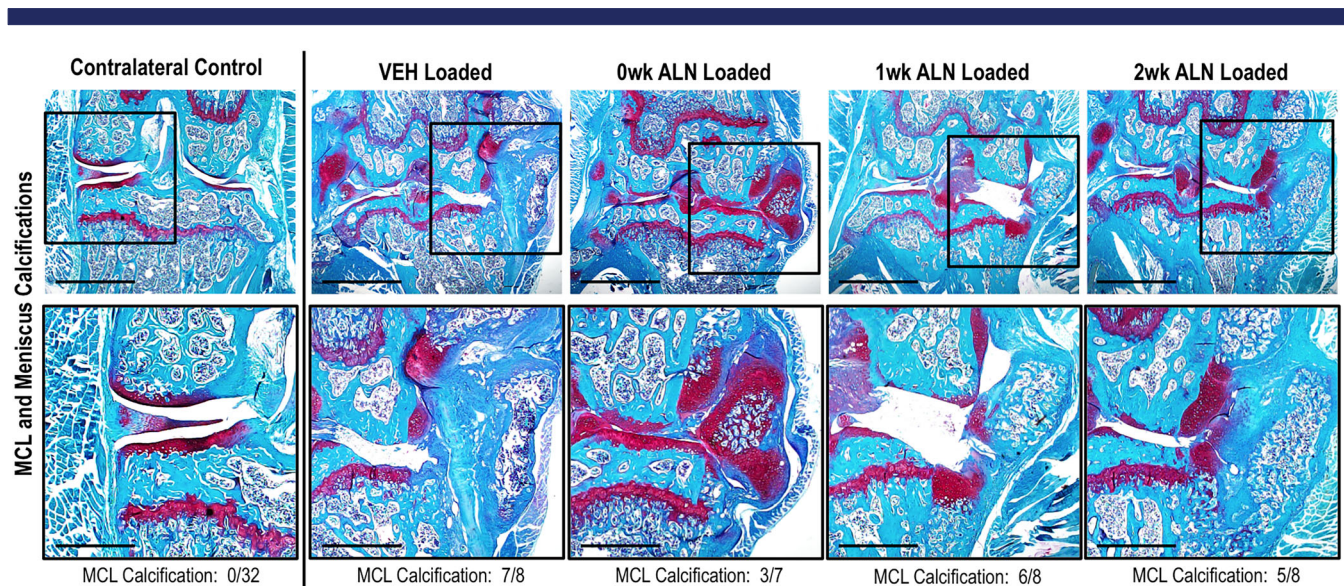 Contralateral Control
VEH Loaded
0wk ALN Loaded
1wk ALN Loaded
2wk ALN Loaded
MCL and Meniscus Calcifications
MCL Calcification: 0/32
MCL Calcification: 7/8
MCL Calcification: 3/7
MCL Calcification: 6/8
MCL Calcification: 5/8